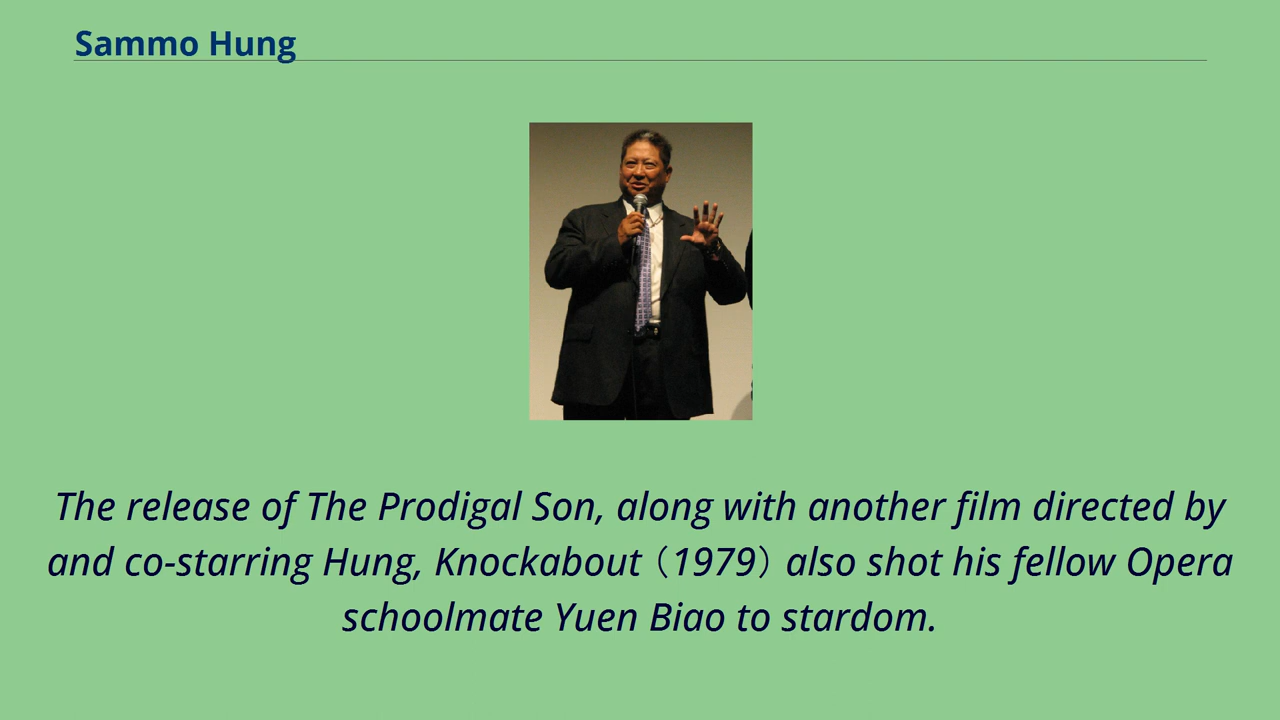 Sammo Hung
The release of The Prodigal Son, along with another film directed by
and co-starring Hung, Knockabout（1979）also shot his fellow Opera
schoolmate Yuen Biao to stardom.